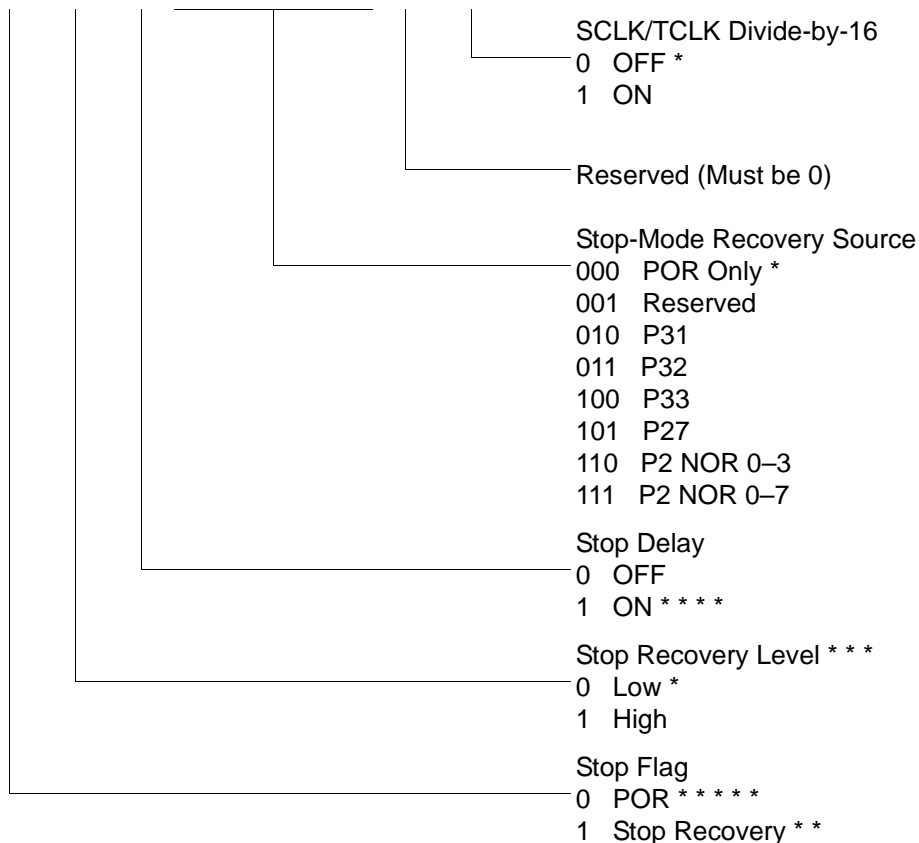 SCLK/TCLK Divide-by-16
0 OFF *
1 ON
Reserved (Must be 0)
Stop-Mode Recovery Source
000 POR Only *
001 Reserved
010 P31
011 P32
100 P33
101 P27
110 P2 NOR 0–3
111 P2 NOR 0–7
Stop Delay
0 OFF
1 ON * * * *
Stop Recovery Level * * *
0 Low *
1 High
Stop Flag
0 POR * * * * *
1 Stop Recovery * *